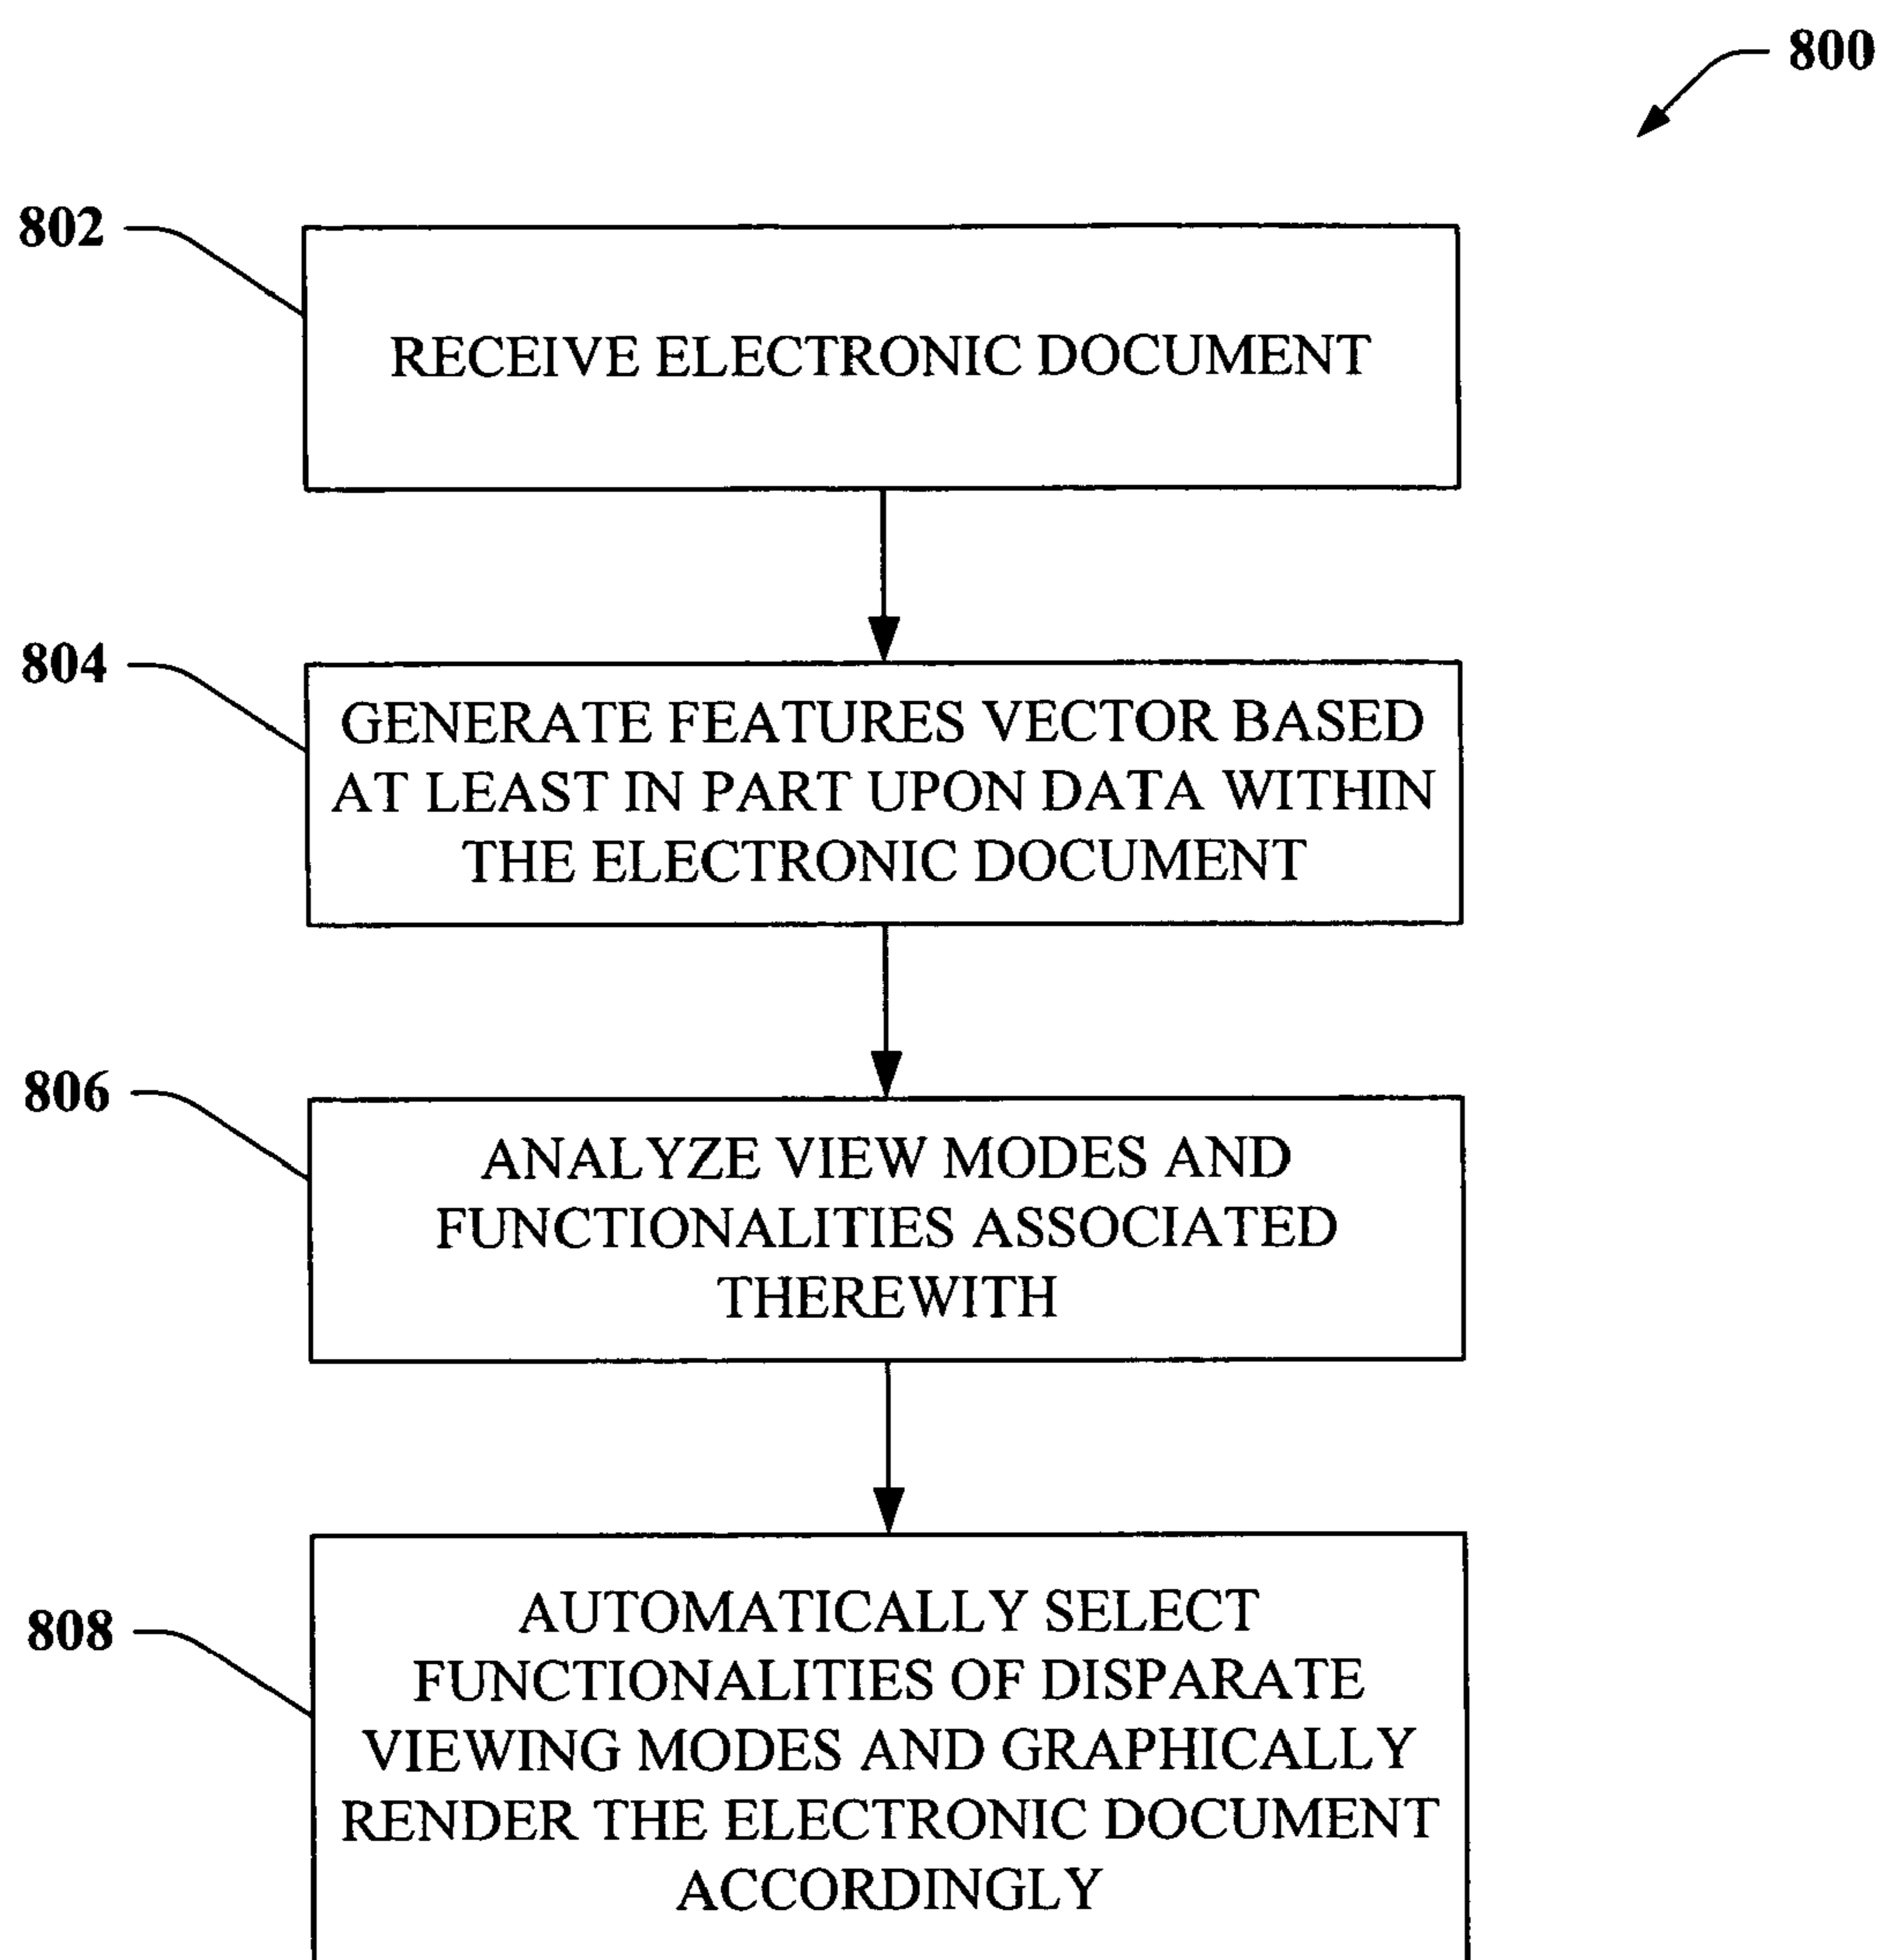 800
802
RECEIVE ELECTRONIC DOCUMENT
804
GENERATE FEATURES VECTOR BASED
AT LEAST IN PART UPON DATA WITHIN
THE ELECTRONIC DOCUMENT
806
ANALYZE VIEW MODES AND
FUNCTIONALITIES ASSOCIATED
THEREWITH
808
AUTOMATICALLY SELECT
FUNCTIONALITIES OF DISPARATE
VIEWING MODES AND GRAPHICALLY
RENDER THE ELECTRONIC DOCUMENT
ACCORDINGLY